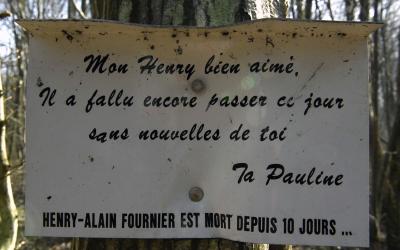 Mon Henry bien aimé,
Il a fallu encore passer ce jour
sans nouvelles de toi
Ta Pauline
HENRY-ALAIN FOURNIER EST MORT DEPUIS 10 JOURS ...